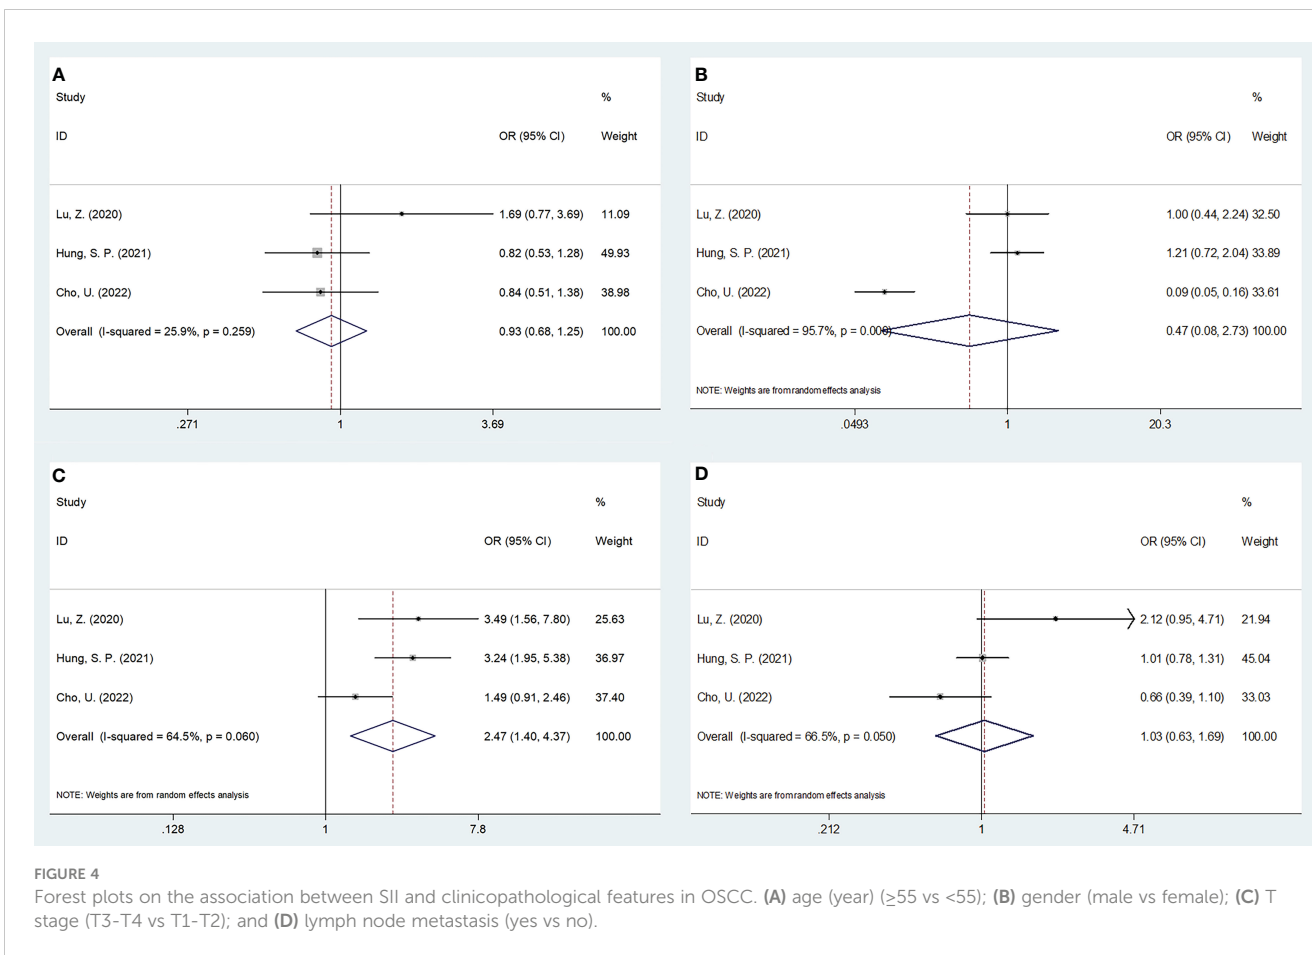 A
Study %
ID OR (95% CI) Weight
Lu, Z. (2020) 1.69 (0.77, 3.69) 11.09
Hung, S. P. (2021) 0.82 (0.53, 1.28) 49.93
Cho, U. (2022) 0.84 (0.51, 1.38) 38.98
Overall (I-squared = 25.9%, p = 0.259) 0.93 (0.68, 1.25) 100.00
.271 1 3.69
B
Study %
ID OR (95% CI) Weight
Lu, Z. (2020) 1.00 (0.44, 2.24) 32.50
Hung, S. P. (2021) 1.21 (0.72, 2.04) 33.89
Cho, U. (2022) 0.09 (0.05, 0.16) 33.61
Overall (I-squared = 95.7%, p = 0.000) 0.47 (0.08, 2.73) 100.00
NOTE: Weights are from random effects analysis
.0493 1 20.3
C
Study %
ID OR (95% CI) Weight
Lu, Z. (2020) 3.49 (1.56, 7.80) 25.63
Hung, S. P. (2021) 3.24 (1.95, 5.38) 36.97
Cho, U. (2022) 1.49 (0.91, 2.46) 37.40
Overall (I-squared = 64.5%, p = 0.060) 2.47 (1.40, 4.37) 100.00
NOTE: Weights are from random effects analysis
.128 1 7.8
D
Study %
ID OR (95% CI) Weight
Lu, Z. (2020) 2.12 (0.95, 4.71) 21.94
Hung, S. P. (2021) 1.01 (0.78, 1.31) 45.04
Cho, U. (2022) 0.66 (0.39, 1.10) 33.03
Overall (I-squared = 66.5%, p = 0.050) 1.03 (0.63, 1.69) 100.00
NOTE: Weights are from random effects analysis
.212 1 4.71
FIGURE 4
Forest plots on the association between SII and clinicopathological features in OSCC. (A) age (year) (≥55 vs <55); (B) gender (male vs female); (C) T
stage (T3-T4 vs T1-T2); and (D) lymph node metastasis (yes vs no).